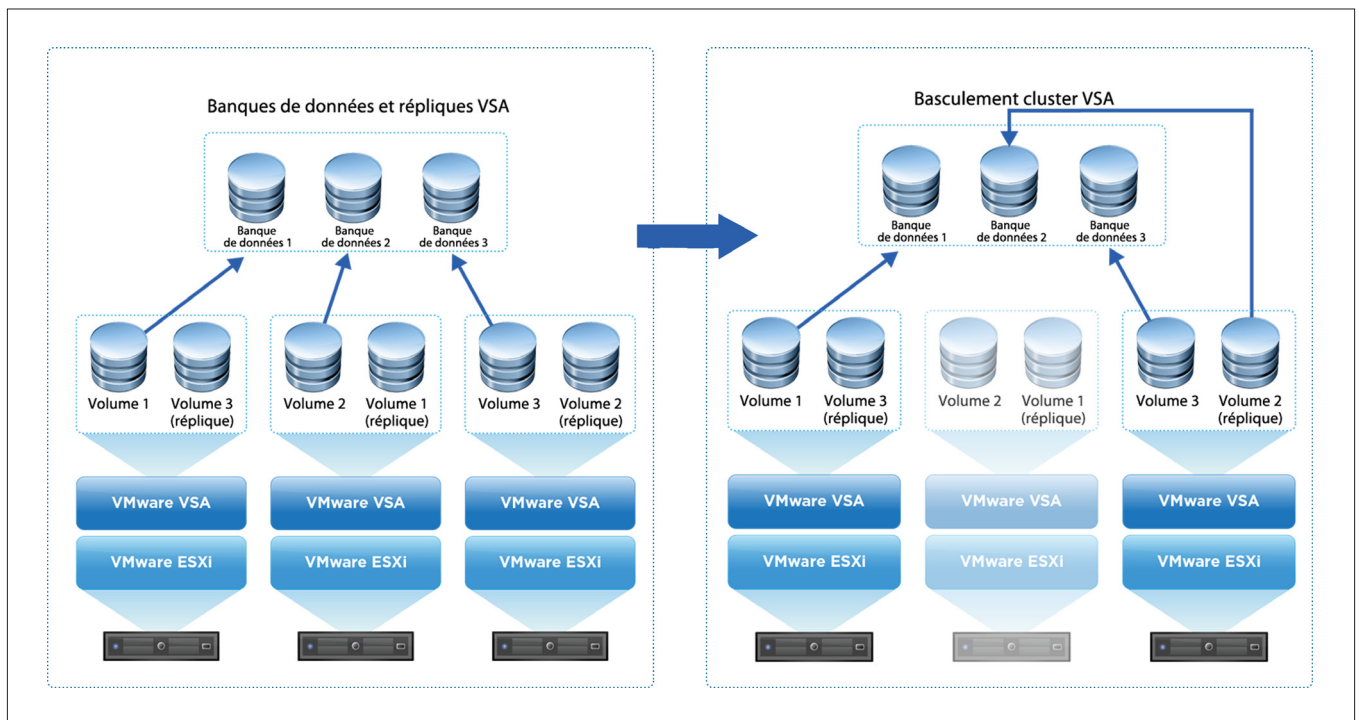 Banques de données et répliques VSA
Banque
de données 1
Banque
de données 2
Banque
de données 3
Volume 1
Volume 3
(réplique)
Volume 2
Volume 1
(réplique)
Volume 3
Volume 2
(réplique)
VMware VSA
VMware VSA
VMware VSA
VMware ESXi
VMware ESXi
VMware ESXi
Basculement cluster VSA
Banque
de données 1
Banque
de données 2
Banque
de données 3
Volume 1
Volume 3
(réplique)
Volume 2
Volume 1
(réplique)
Volume 3
Volume 2
(réplique)
VMware VSA
VMware VSA
VMware VSA
VMware ESXi
VMware ESXi
VMware ESXi